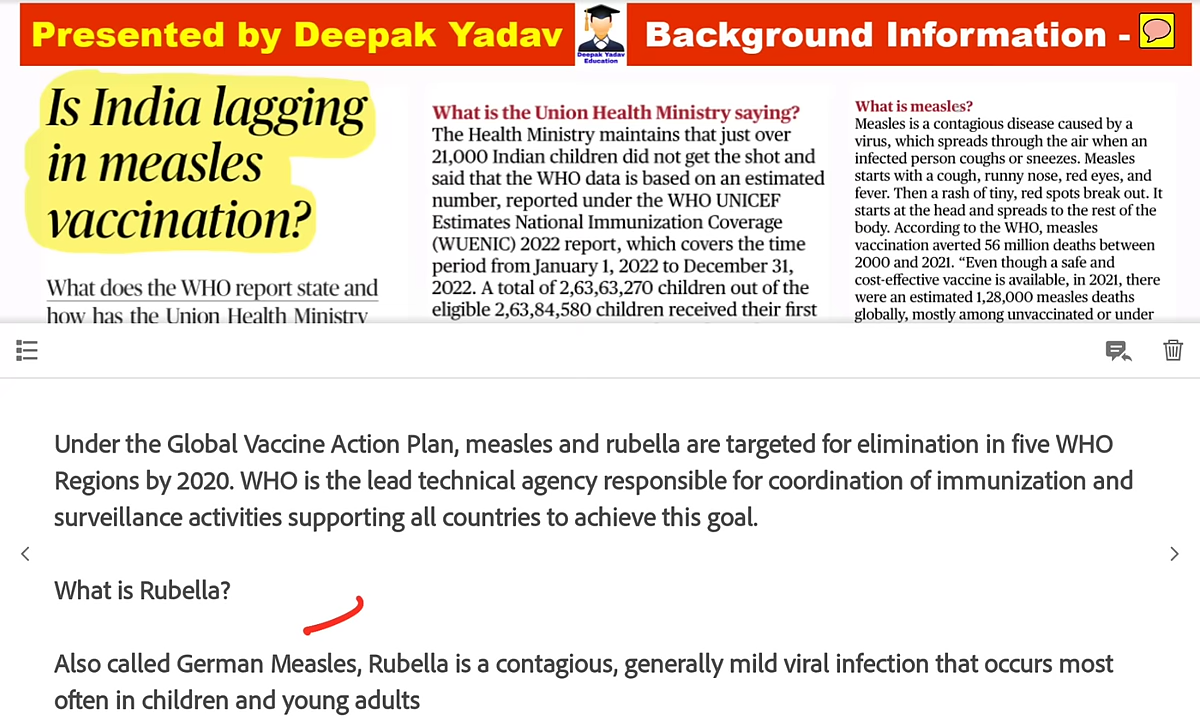 Presented by Deepak Yadav
Deepak Yadav
Education
Background Information -
Is India lagging
in measles
vaccination?
What does the WHO report state and
how has the Union Health Ministry
What is the Union Health Ministry saying?
The Health Ministry maintains that just over
21,000 Indian children did not get the shot and
said that the WHO data is based on an estimated
number, reported under the WHO UNICEF
Estimates National Immunization Coverage
(WUENIC) 2022 report, which covers the time
period from January 1, 2022 to December 31,
2022. A total of 2,63,63,270 children out of the
eligible 2,63,84,580 children received their first
What is measles?
Measles is a contagious disease caused by a
virus, which spreads through the air when an
infected person coughs or sneezes. Measles
starts with a cough, runny nose, red eyes, and
fever. Then a rash of tiny, red spots break out. It
starts at the head and spreads to the rest of the
body. According to the WHO, measles
vaccination averted 56 million deaths between
2000 and 2021. “Even though a safe and
cost-effective vaccine is available, in 2021, there
were an estimated 1,28,000 measles deaths
globally, mostly among unvaccinated or under
Under the Global Vaccine Action Plan, measles and rubella are targeted for elimination in five WHO
Regions by 2020. WHO is the lead technical agency responsible for coordination of immunization and
surveillance activities supporting all countries to achieve this goal.
What is Rubella?
Also called German Measles, Rubella is a contagious, generally mild viral infection that occurs most
often in children and young adults